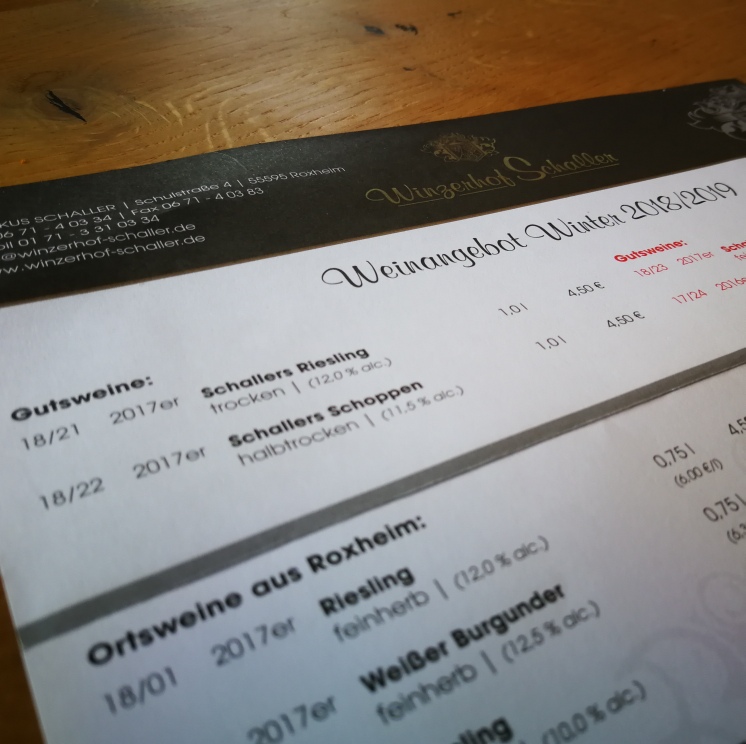 KUS SCHALLER | Schulstraße 4 | 55595 Roxheim
06 71 - 4 03 34 | Fax 06 71 - 4 03 83
bil 01 71 - 3 31 03 34
@winzerhof-schaller.de
w.winzerhof-schaller.de
Winzerhof Schaller
Weinangebot Winter 2018/2019
Gutsweine:
18/21 2017er Schallers Riesling 1,0 l 4,50 €
trocken | (12.0 % alc.)
18/22 2017er Schallers Schoppen 1,0 l 4,50 €
halbtrocken | (11.5 % alc.)
Gutsweine:
18/23 2017er
17/24
Ortsweine aus Roxheim:
18/01 2017er Riesling 0,75 l
feinherb | (12.0 % alc.) (6.00 €/l)
2017er Weißer Burgunder 0,75 l
feinherb | (12.5 % alc.)
ling
(10.0 % alc.)